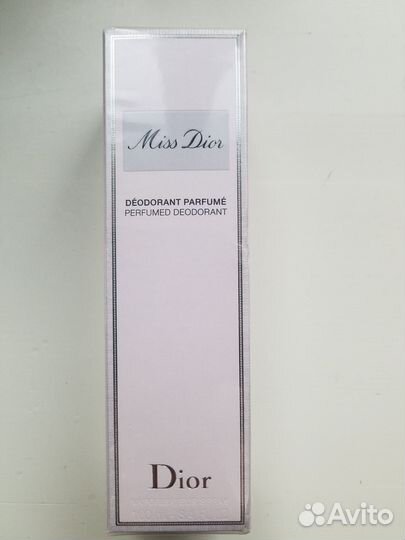 Miss Dior
DÉODORANT PARFUMÉ
PERFUMED DEODORANT
Dior
Avito